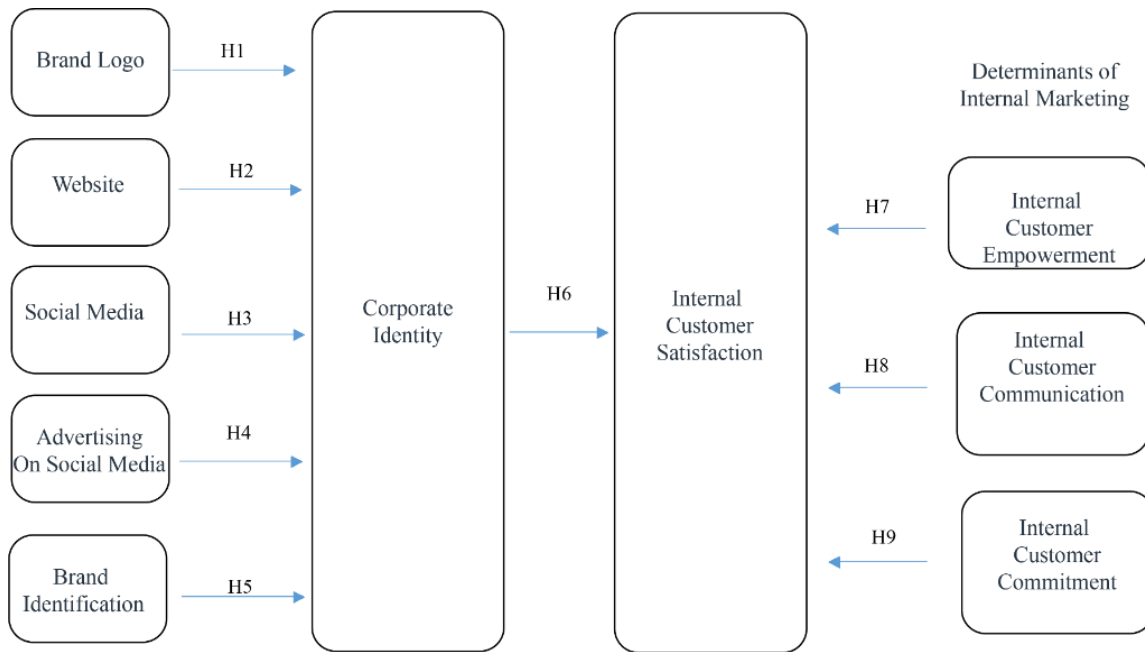 Brand Logo
H1
Website
H2
Social Media
H3
Advertising
On Social Media
H4
Brand
Identification
H5
Corporate
Identity
H6
Internal
Customer
Satisfaction
Determinants of
Internal Marketing
H7
Internal
Customer
Empowerment
H8
Internal
Customer
Communication
H9
Internal
Customer
Commitment